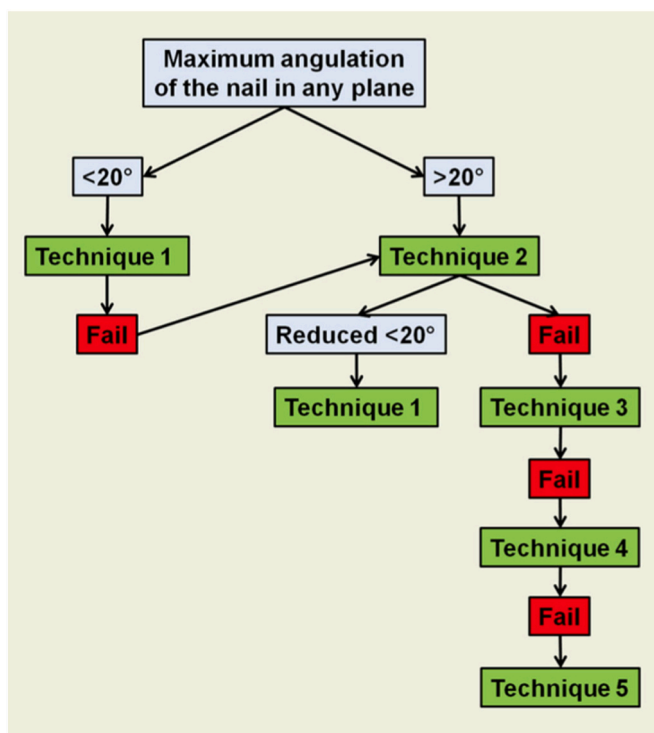 Maximum angulation
of the nail in any plane
<20°
>20°
Technique 1
Technique 2
Fail
Reduced <20°
Fail
Technique 1
Technique 3
Fail
Technique 4
Fail
Technique 5